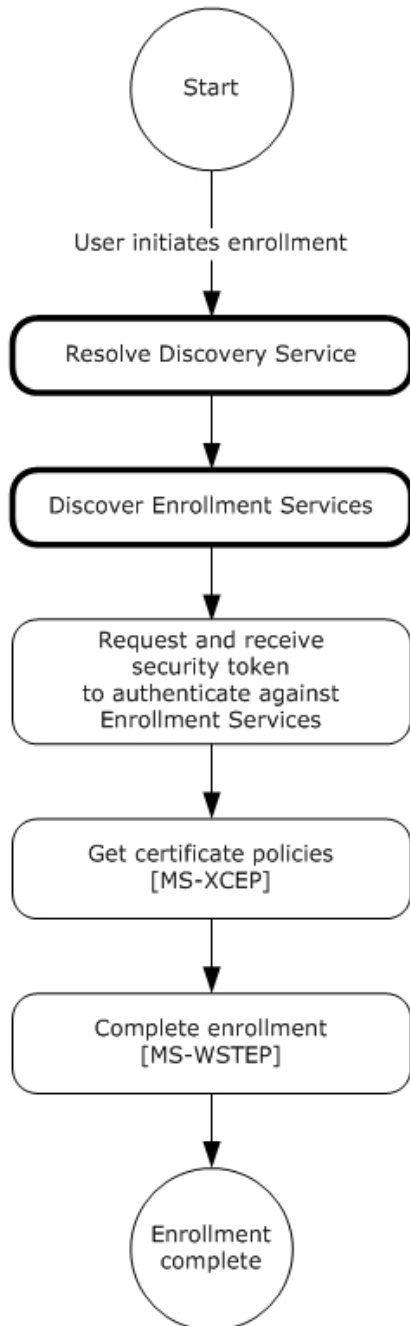 Start
User initiates enrollment
Resolve Discovery Service
Discover Enrollment Services
Request and receive
security token
to authenticate against
Enrollment Services
Get certificate policies
[MS-XCEP]
Complete enrollment
[MS-WSTEP]
Enrollment
complete